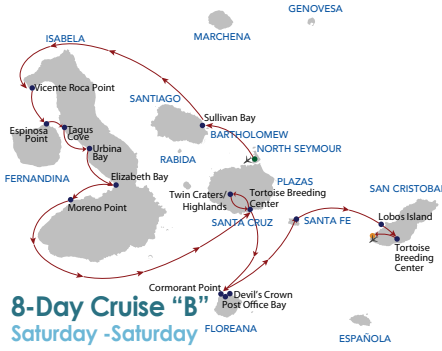 GENOVESA
MARCHENA
ISABELA
Vicente Roca Point
SANTIAGO
Sullivan Bay
BARTHOLOMEW
Espinosa
Point
Tagus
Cove
Urbina
Bay
NORTH SEYMOUR
RABIDA
FERNANDINA
Elizabeth Bay
PLAZAS
Twin Craters/
Highlands
Tortoise Breeding
Center
SAN CRISTOBAL
Moreno Point
SANTA CRUZ
SANTA FE
Lobos Island
Tortoise
Breeding
Center
Cormorant Point
Devil's Crown
Post Office Bay
FLOREANA
ESPAÑOLA
8-Day Cruise “B”
Saturday -Saturday